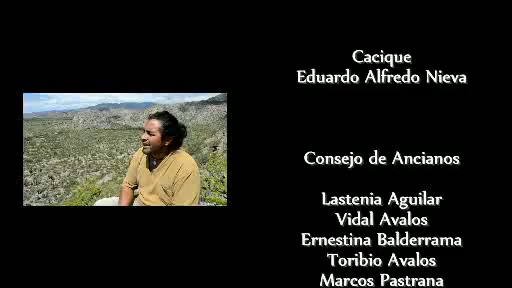 Cacique
Eduardo Alfredo Nieva
Consejo de Ancianos
Lastenia Aguilar
Vidal Avalos
Ernestina Balderrama
Toribio Avalos
Marcos Pastrana